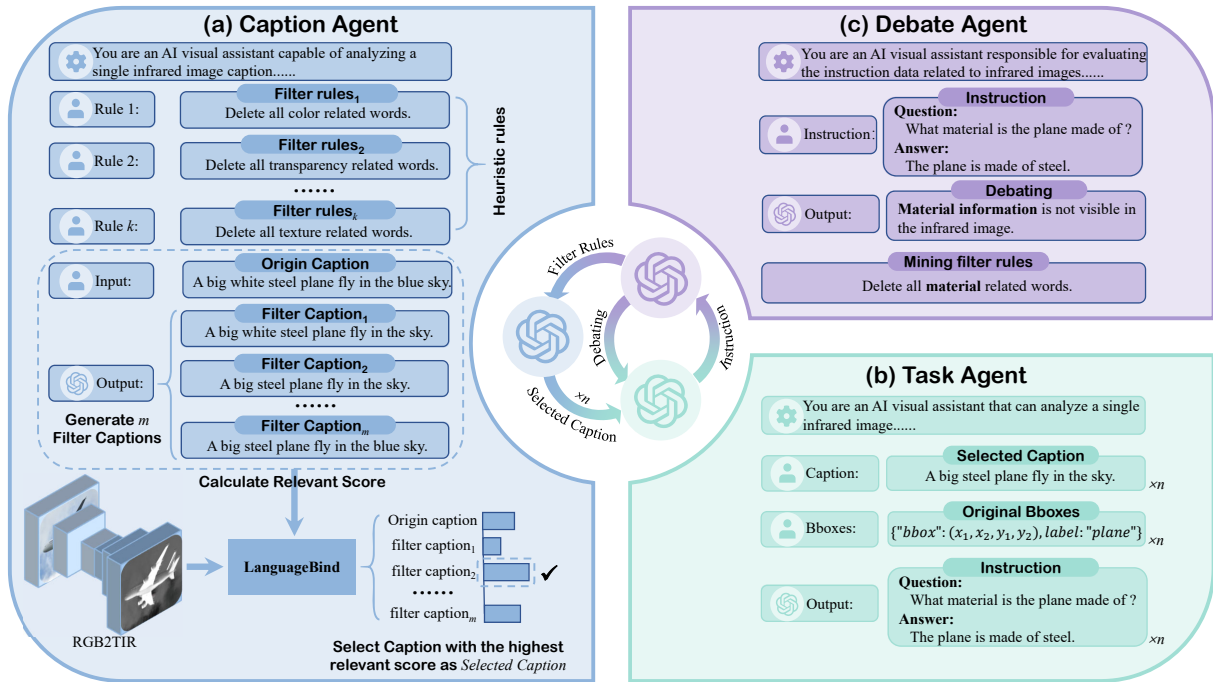 (a) Caption Agent
You are an AI visual assistant capable of analyzing a
single infrared image caption......
Rule 1:
Filter rules1
Delete all color related words.
Rule 2:
Filter rules2
Delete all transparency related words.
......
Rule k:
Filter rulesk
Delete all texture related words.
Heuristic rules
Input:
Origin Caption
A big white steel plane fly in the blue sky.
Filter Caption1
A big white steel plane fly in the sky.
Output:
Filter Caption2
A big steel plane fly in the sky.
......
Generate m
Filter Captions
Filter Captionm
A big steel plane fly in the blue sky.
Calculate Relevant Score
RGB2TIR
LanguageBind
Origin caption
filter caption1
filter caption2
✓
......
filter captionm
Select Caption with the highest
relevant score as Selected Caption
Filter Rules
Debating
Instruction
×n
Selected Caption
(c) Debate Agent
You are an AI visual assistant responsible for evaluating
the instruction data related to infrared images......
Instruction:
Instruction
Question:
What material is the plane made of ?
Answer:
The plane is made of steel.
Output:
Debating
Material information is not visible in
the infrared image.
Mining filter rules
Delete all material related words.
(b) Task Agent
You are an AI visual assistant that can analyze a single
infrared image......
Caption:
Selected Caption
A big steel plane fly in the sky.
×n
Bboxes:
Original Bboxes
{"bbox": (x1, x2, y1, y2), label: "plane"}
×n
Output:
Instruction
Question:
What material is the plane made of ?
Answer:
The plane is made of steel.
×n